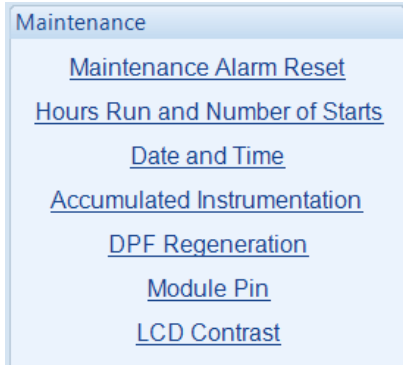 Maintenance
Maintenance Alarm Reset
Hours Run and Number of Starts
Date and Time
Accumulated Instrumentation
DPF Regeneration
Module Pin
LCD Contrast